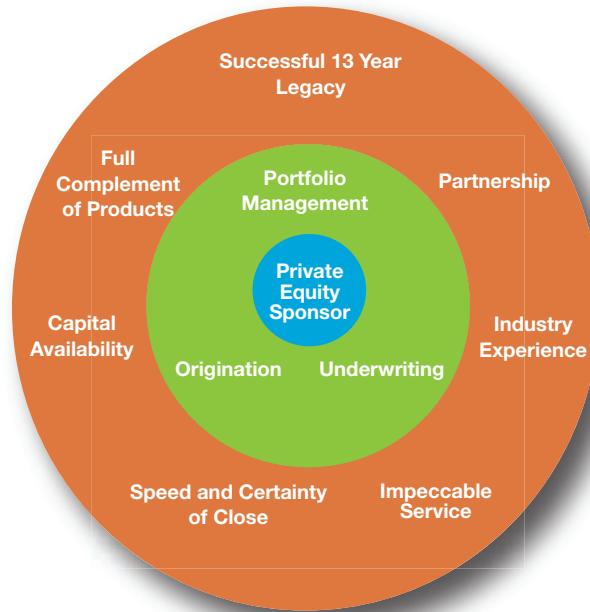 Successful 13 Year
Legacy
Full
Complement
of Products
Portfolio
Management
Partnership
Private
Equity
Sponsor
Capital
Availability
Industry
Experience
Origination
Underwriting
Speed and Certainty
of Close
Impeccable
Service